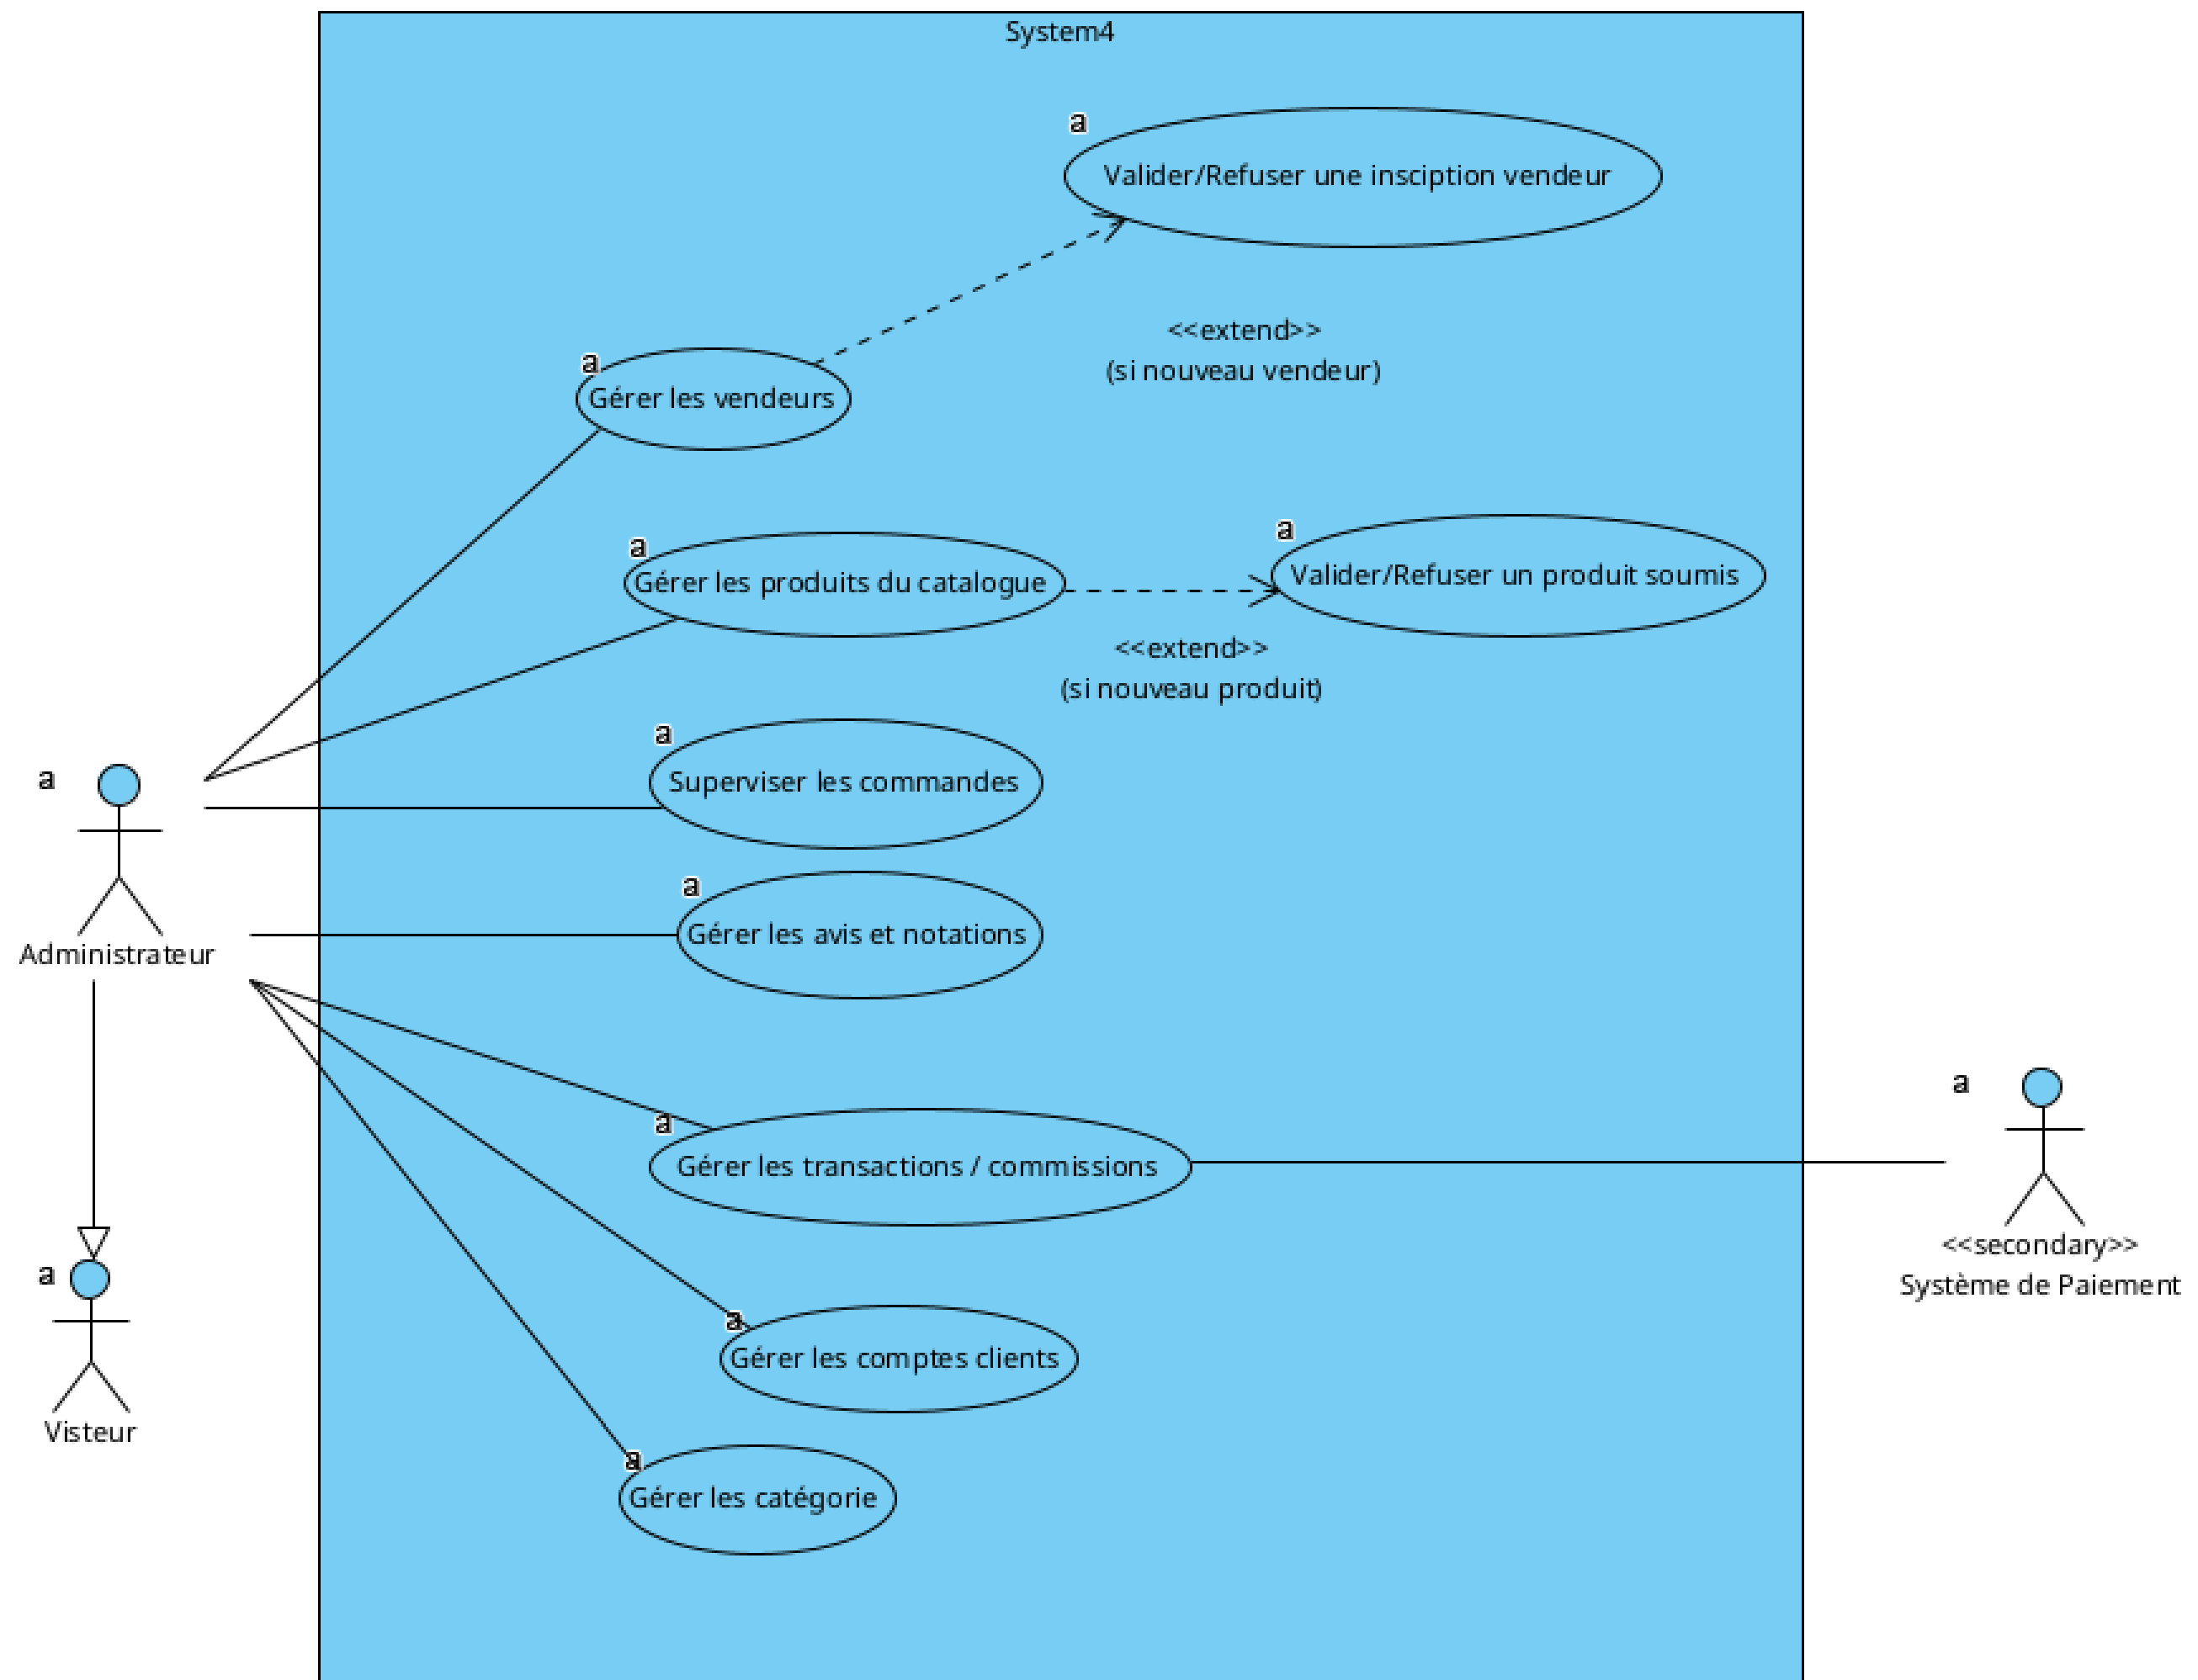 System4
a
Valider/Refuser une insciption vendeur
<<extend>>
(si nouveau vendeur)
a
Gérer les vendeurs
a
Gérer les produits du catalogue
a
Valider/Refuser un produit soumis
<<extend>>
(si nouveau produit)
a
Superviser les commandes
a
Administrateur
a
Gérer les avis et notations
a
Gérer les transactions / commissions
a
<<secondary>>
Système de Paiement
a
Visteur
a
Gérer les comptes clients
a
Gérer les catégorie